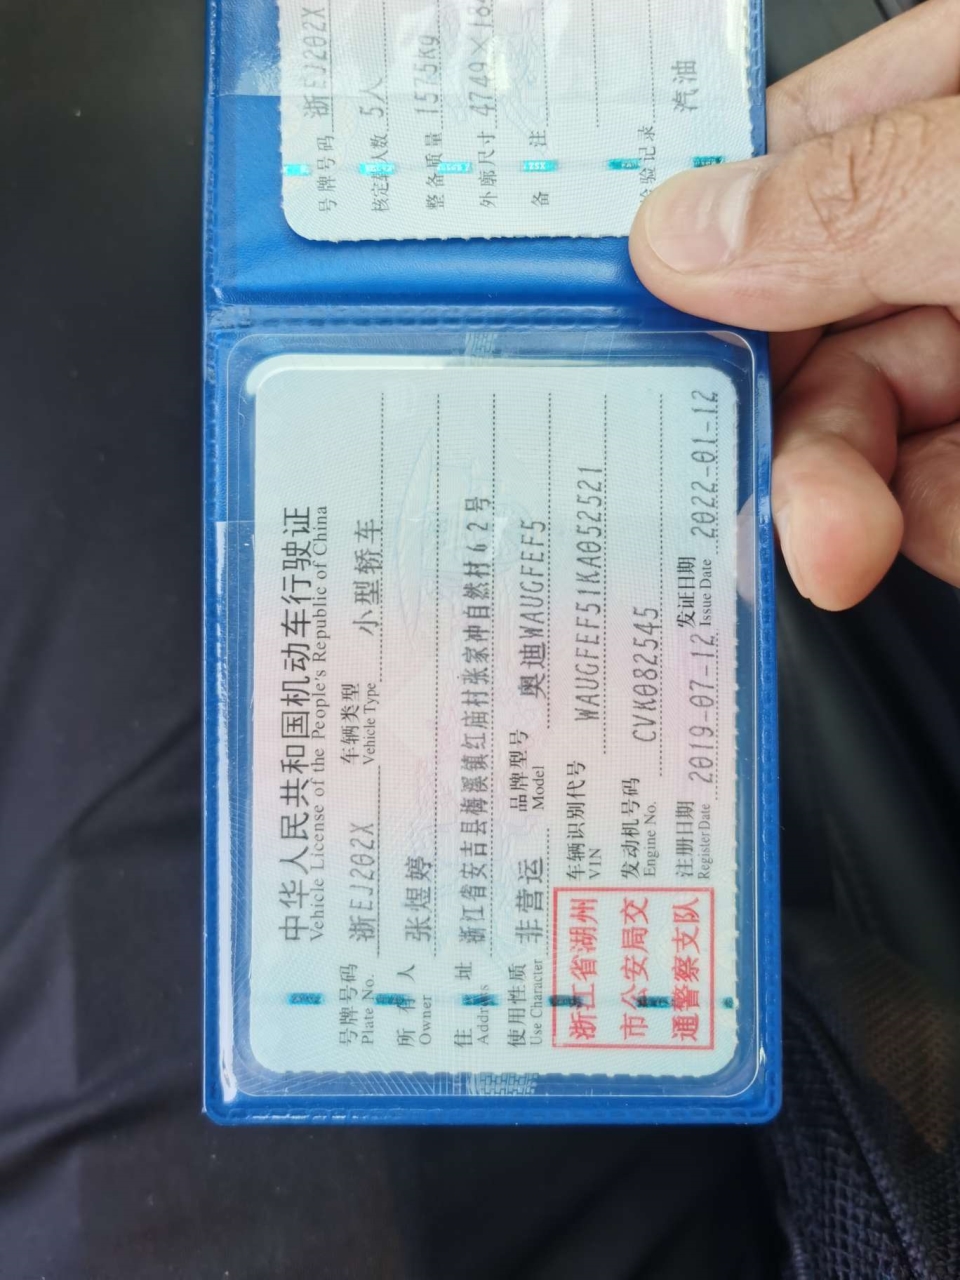 中华人民共和国机动车行驶证
Vehicle License of the People's Republic of China
号牌号码 浙EJ202X 车辆类型 小型轿车
Plate No. Vehicle Type
所有人 张煜婷
Owner
住址 浙江省安吉县梅溪镇红庙村张家冲自然村62号
Address
使用性质 非营运 品牌型号 奥迪WAUGFEF5
Use Character Model
浙江省湖州
市公安局交
通警察支队
车辆识别代号 WAUGFEF51KA052521
VIN
发动机号码 CVK082545
Engine No.
注册日期 2019-07-12 发证日期 2022-01-12
Register Date Issue Date
号牌号码 浙EJ202X
核定载人数 5人
整备质量 1575kg
外廓尺寸 4749×18
备注
检验记录
汽油